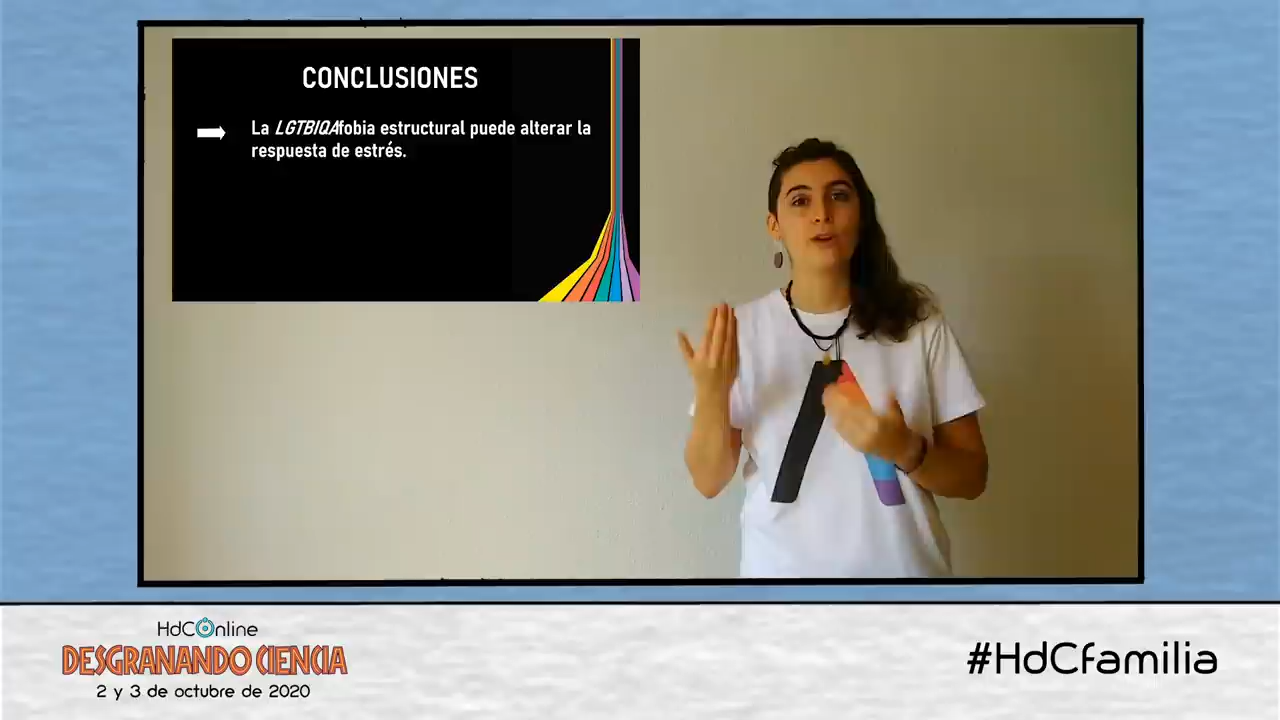 CONCLUSIONES
La LGTBIQAfobia estructural puede alterar la
respuesta de estrés.
HdCOnline
DESGRANANDO CIENCIA
2 y 3 de octubre de 2020
#HdCfamilia